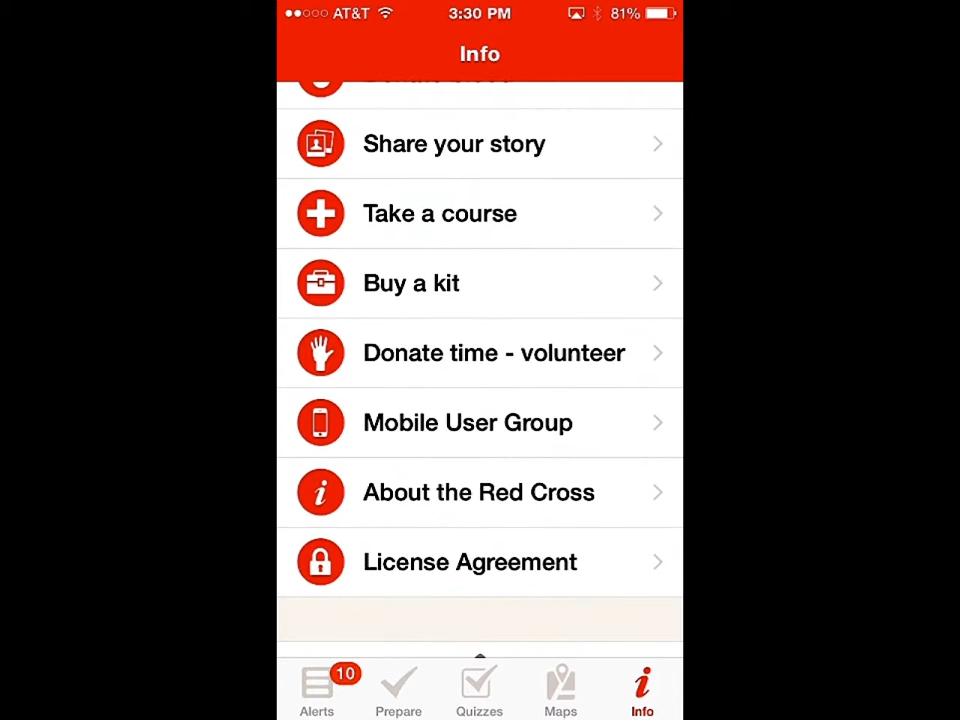 AT&T 3:30 PM 81%
Info
Share your story
Take a course
Buy a kit
Donate time - volunteer
Mobile User Group
About the Red Cross
License Agreement
10
Alerts Prepare Quizzes Maps Info